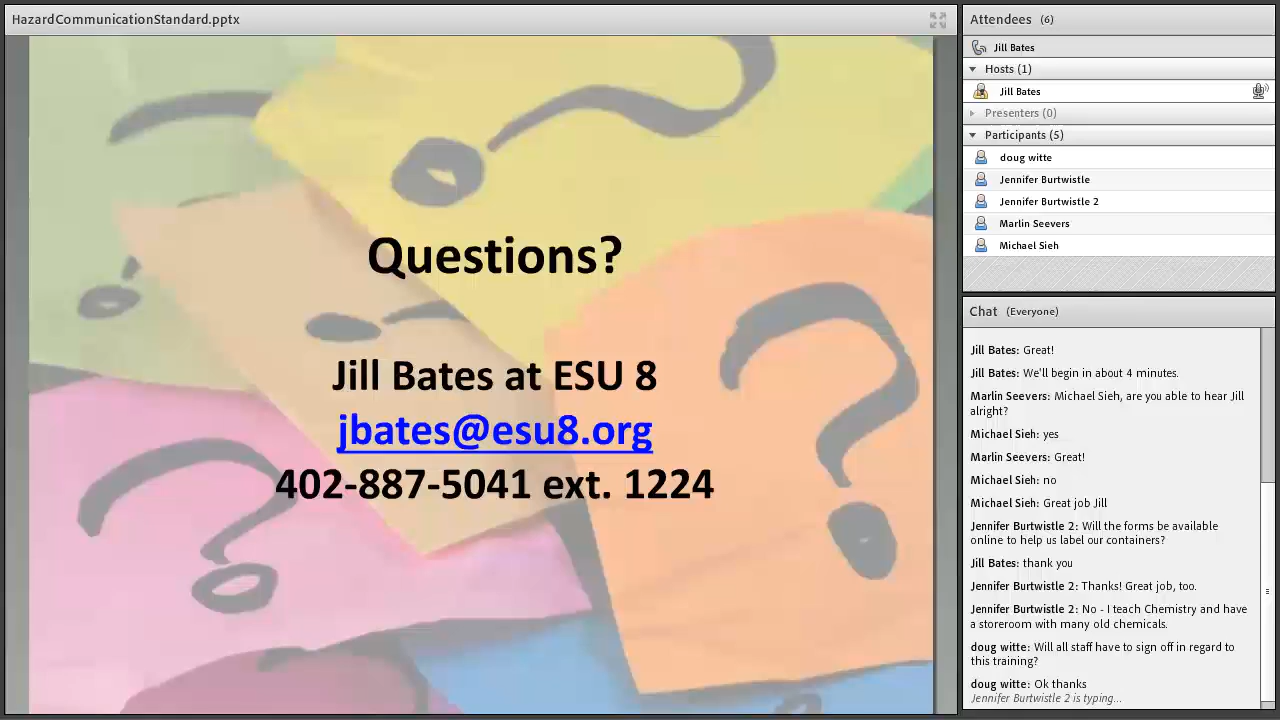 HazardCommunicationStandard.pptx
Questions?
Jill Bates at ESU 8
jbates@esu8.org
402-887-5041 ext. 1224
Attendees (6)
Jill Bates
Hosts (1)
Jill Bates
Presenters (0)
Participants (5)
doug witte
Jennifer Burtwistle
Jennifer Burtwistle 2
Marlin Seevers
Michael Sieh
Chat (Everyone)
Jill Bates: Great!
Jill Bates: We'll begin in about 4 minutes.
Marlin Seevers: Michael Sieh, are you able to hear Jill
alright?
Michael Sieh: yes
Marlin Seevers: Great!
Michael Sieh: no
Michael Sieh: Great job Jill
Jennifer Burtwistle 2: Will the forms be available
online to help us label our containers?
Jill Bates: thank you
Jennifer Burtwistle 2: Thanks! Great job, too.
Jennifer Burtwistle 2: No - I teach Chemistry and have
a storeroom with many old chemicals.
doug witte: Will all staff have to sign off in regard to
this training?
doug witte: Ok thanks
Jennifer Burtwistle 2 is typing...